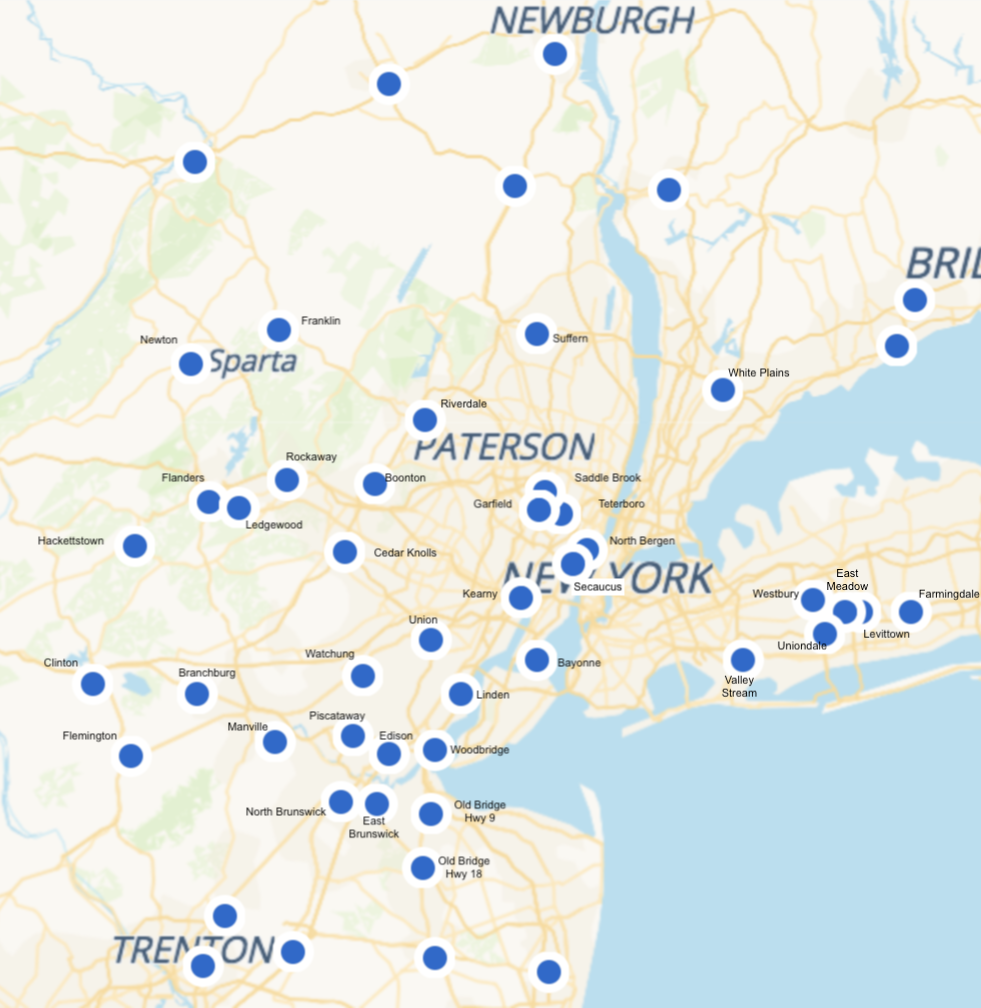 NEWBURGH
BRI
Franklin
Newton
Sparta
Suffern
White Plains
Riverdale
PATERSON
Rockaway
Flanders
Boonton
Saddle Brook
Garfield
Teterboro
Ledgewood
Hackettstown
Cedar Knolls
North Bergen
NEW YORK
Secaucus
East
Meadow
Kearny
Westbury
Farmingdale
Union
Levittown
Uniondale
Watchung
Clinton
Bayonne
Branchburg
Valley
Stream
Linden
Piscataway
Manville
Edison
Flemington
Woodbridge
North Brunswick
East
Brunswick
Old Bridge
Hwy 9
Old Bridge
Hwy 18
TRENTON